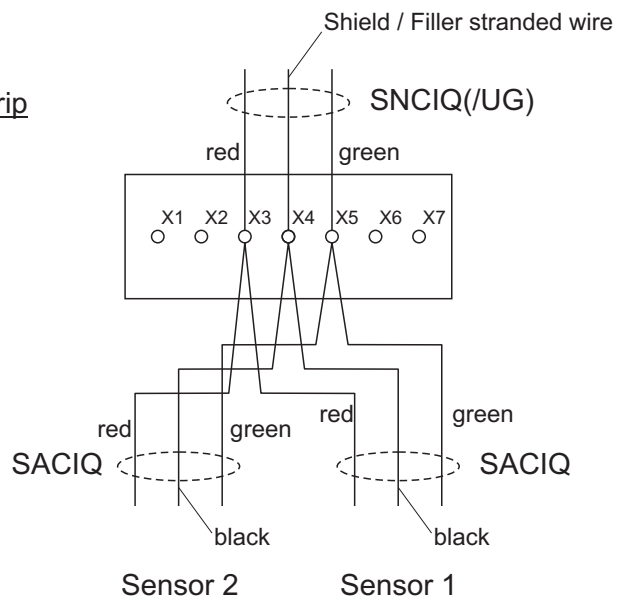 Shield / Filler stranded wire
rip
SNCIQ(/UG)
red green
X1 X2 X3 X4 X5 X6 X7
red green red green
SACIQ SACIQ
black black
Sensor 2 Sensor 1